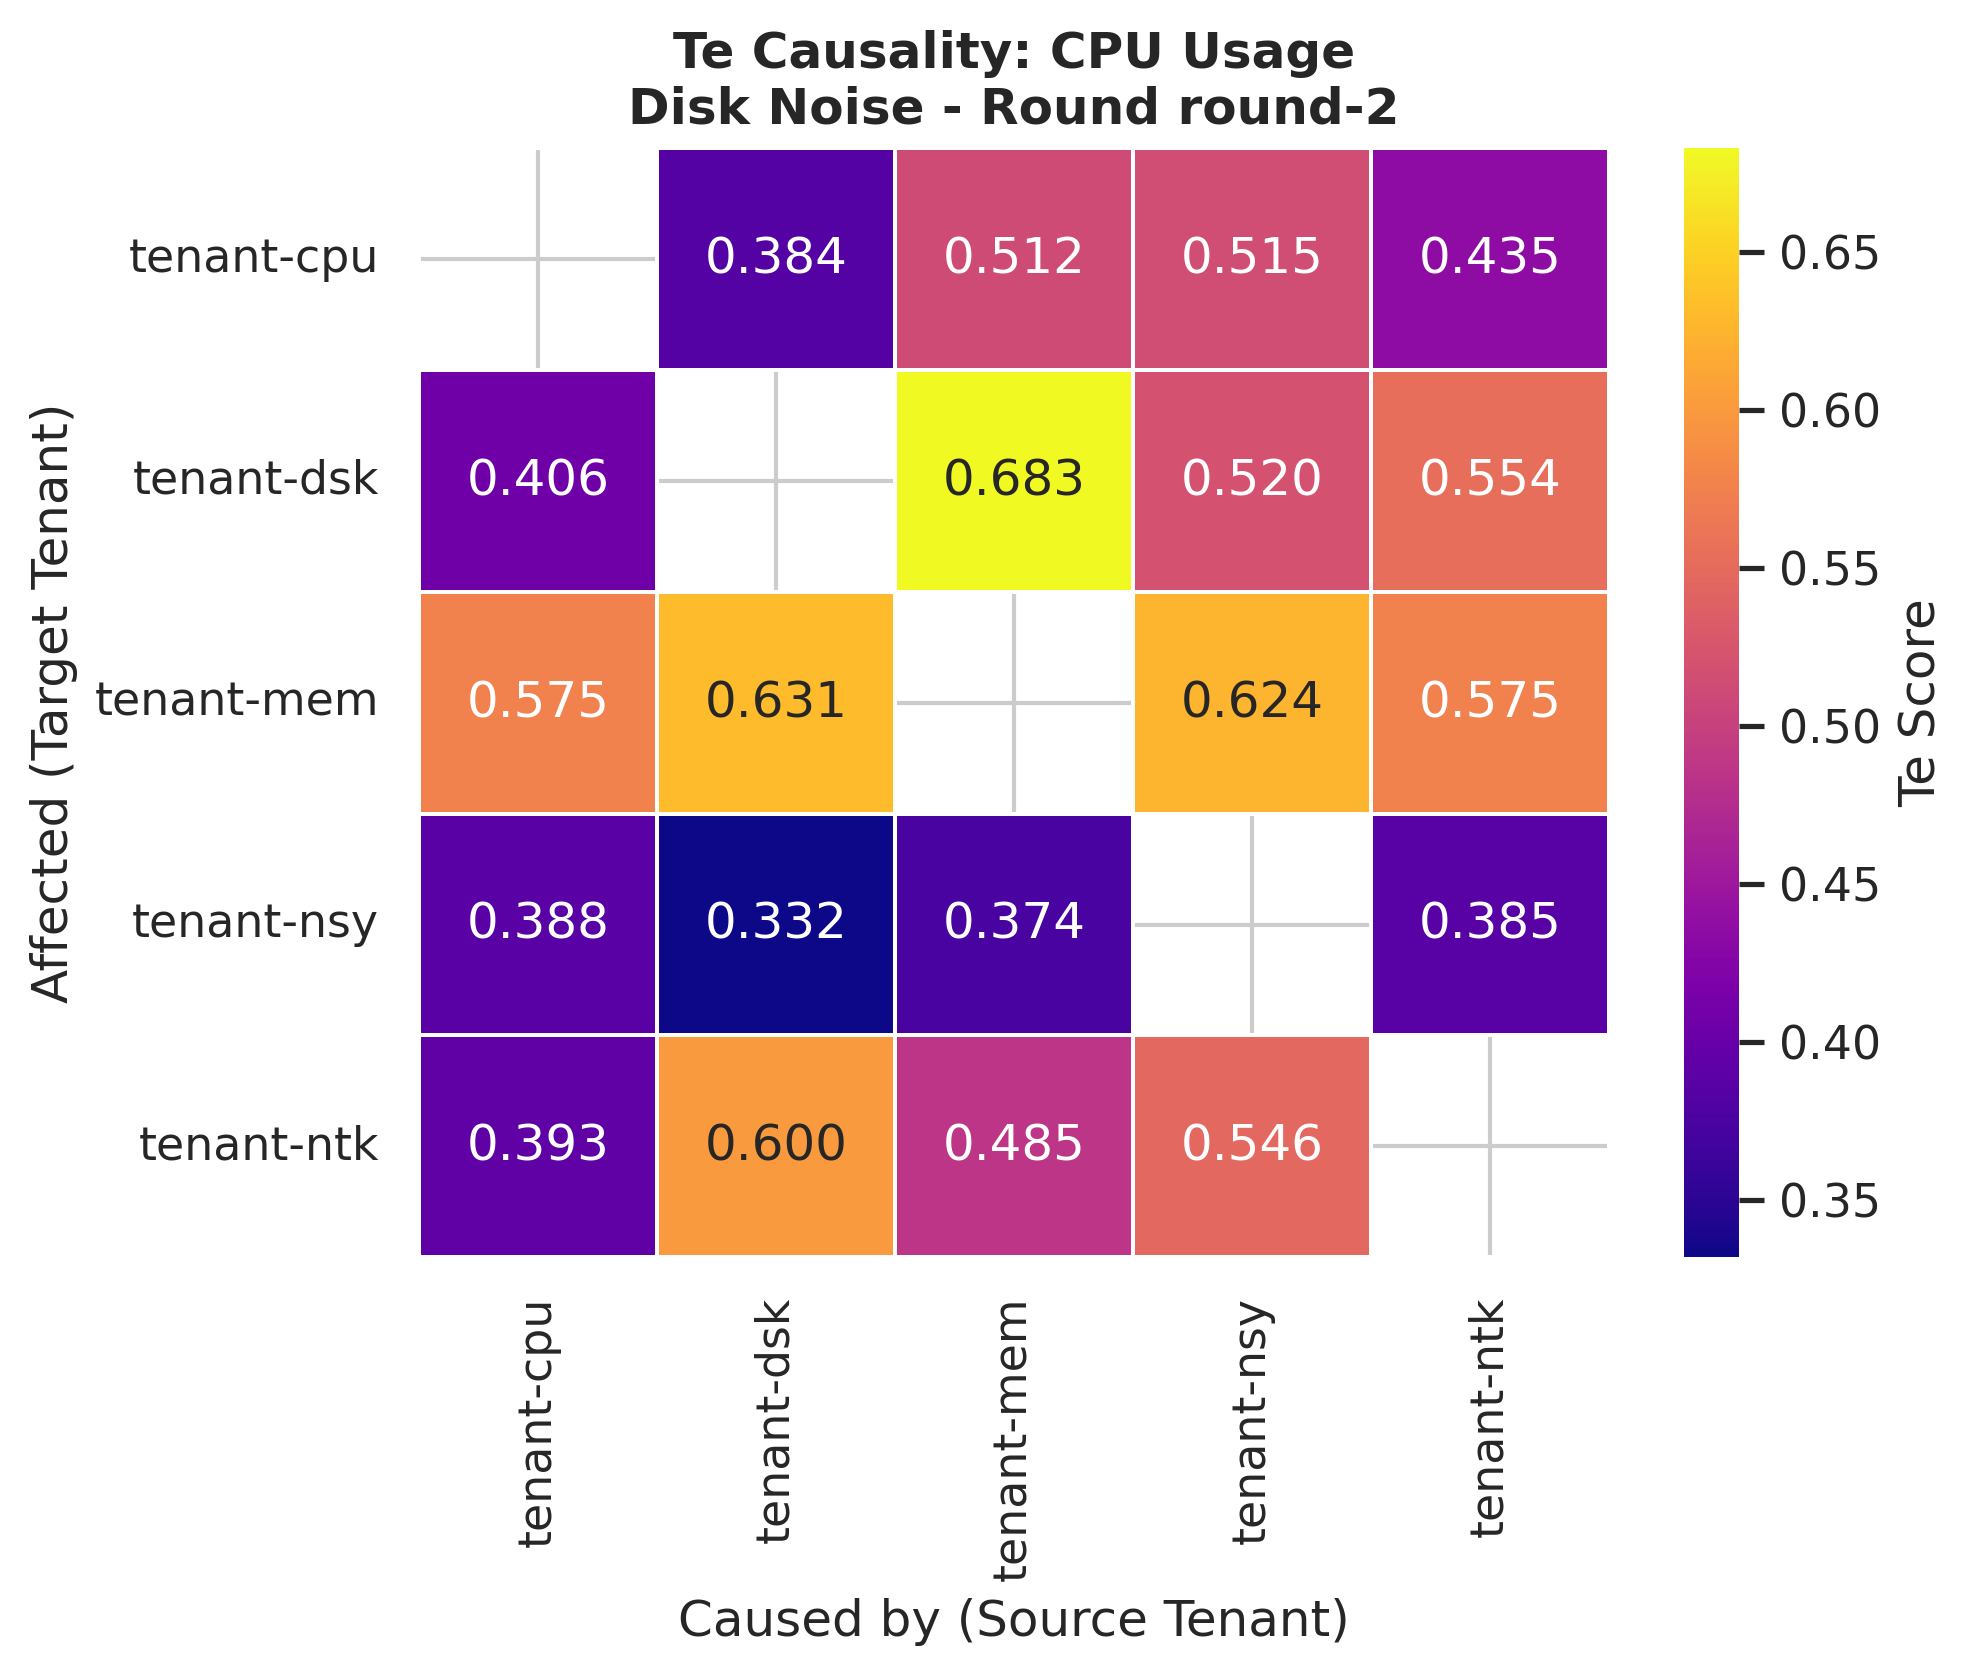 Te Causality: CPU Usage
Disk Noise - Round round-2
Affected (Target Tenant)
tenant-cpu 0.384 0.512 0.515 0.435
tenant-dsk 0.406 0.683 0.520 0.554
tenant-mem 0.575 0.631 0.624 0.575
tenant-nsy 0.388 0.332 0.374 0.385
tenant-ntk 0.393 0.600 0.485 0.546
tenant-cpu
tenant-dsk
tenant-mem
tenant-nsy
tenant-ntk
Caused by (Source Tenant)
0.65
0.60
0.55
0.50
0.45
0.40
0.35
Te Score